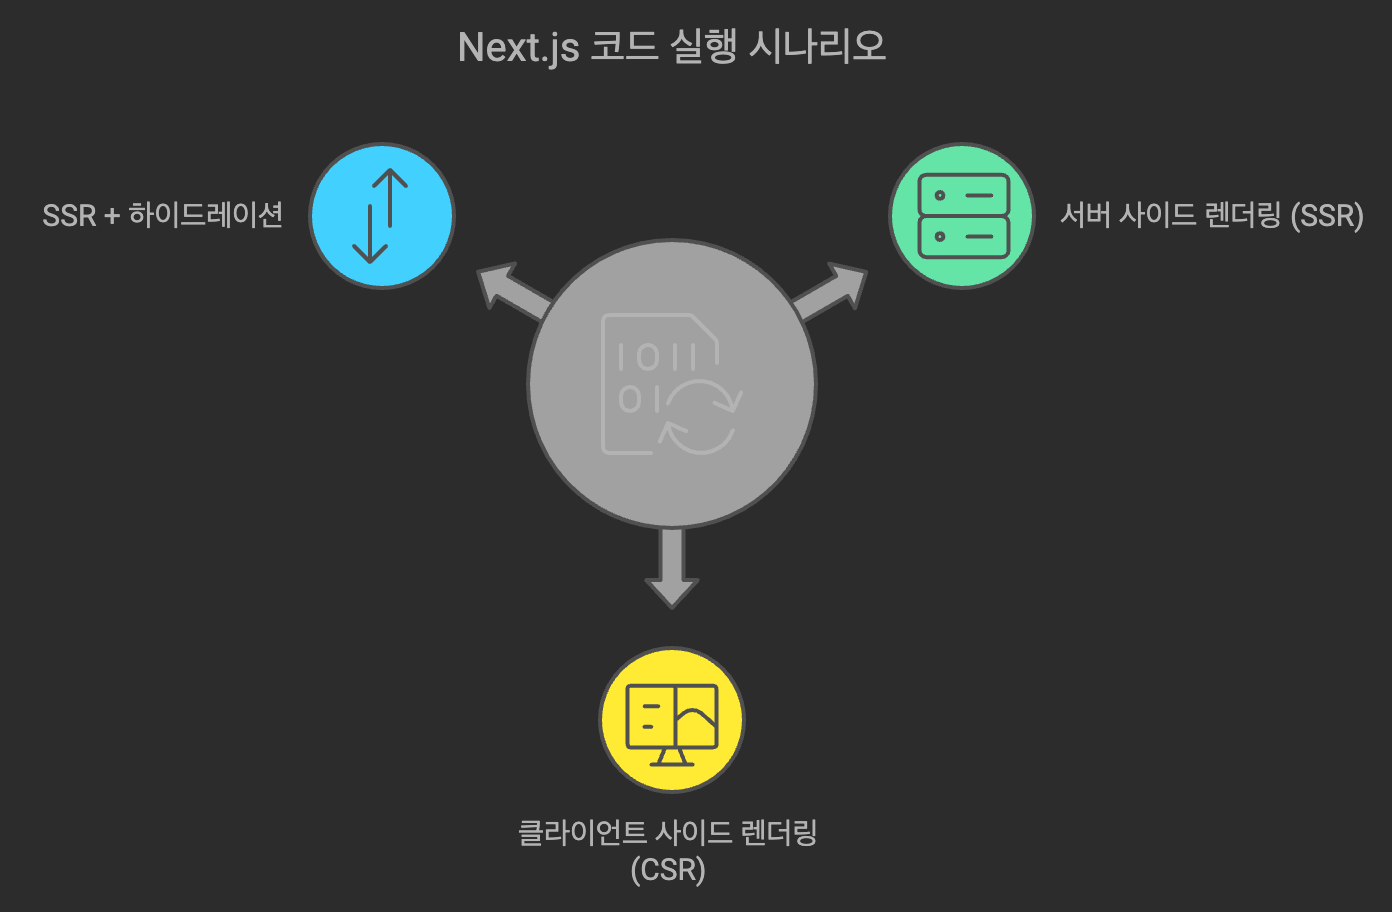 Next.js 코드 실행 시나리오
SSR + 하이드레이션
서버 사이드 렌더링 (SSR)
1011
01
클라이언트 사이드 렌더링
(CSR)